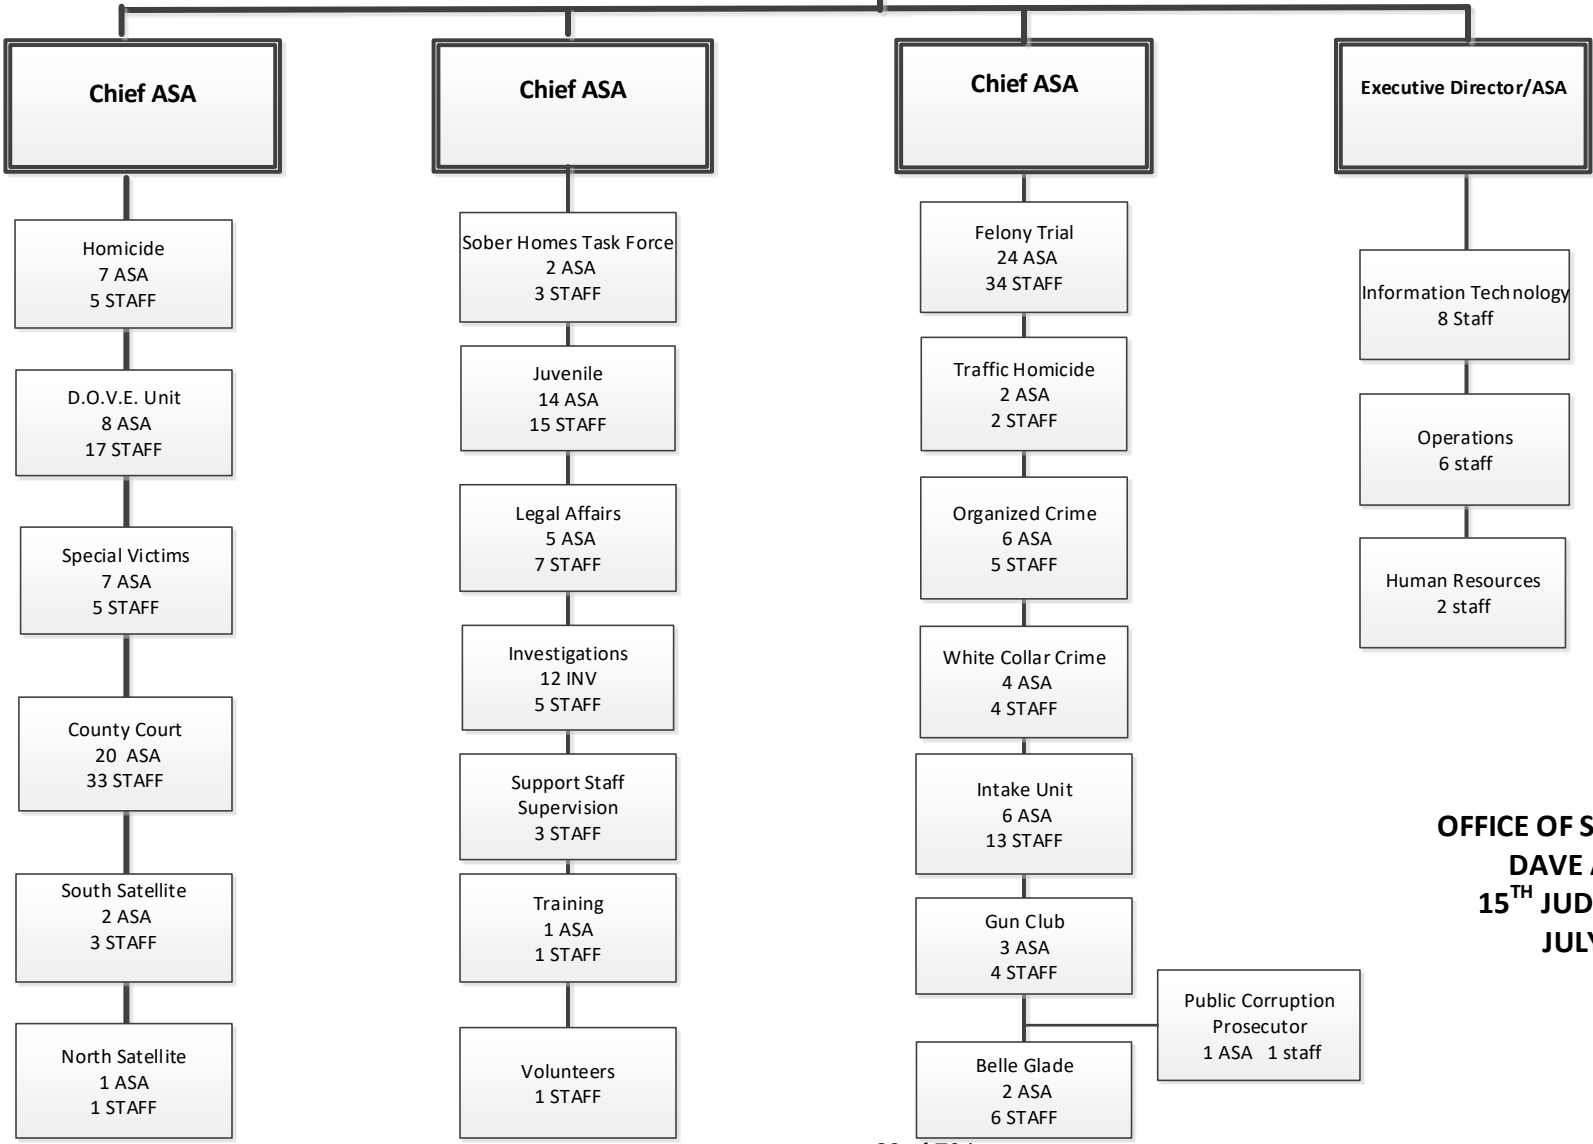 Chief ASA
Homicide
7 ASA
5 STAFF
D.O.V.E. Unit
8 ASA
17 STAFF
Special Victims
7 ASA
5 STAFF
County Court
20 ASA
33 STAFF
South Satellite
2 ASA
3 STAFF
North Satellite
1 ASA
1 STAFF
Chief ASA
Sober Homes Task Force
2 ASA
3 STAFF
Juvenile
14 ASA
15 STAFF
Legal Affairs
5 ASA
7 STAFF
Investigations
12 INV
5 STAFF
Support Staff
Supervision
3 STAFF
Training
1 ASA
1 STAFF
Volunteers
1 STAFF
Chief ASA
Felony Trial
24 ASA
34 STAFF
Traffic Homicide
2 ASA
2 STAFF
Organized Crime
6 ASA
5 STAFF
White Collar Crime
4 ASA
4 STAFF
Intake Unit
6 ASA
13 STAFF
Gun Club
3 ASA
4 STAFF
Public Corruption
Prosecutor
1 ASA 1 staff
Belle Glade
2 ASA
6 STAFF
Executive Director/ASA
Information Technology
8 Staff
Operations
6 staff
Human Resources
2 staff
OFFICE OF S
DAVE
15TH JUD
JULY